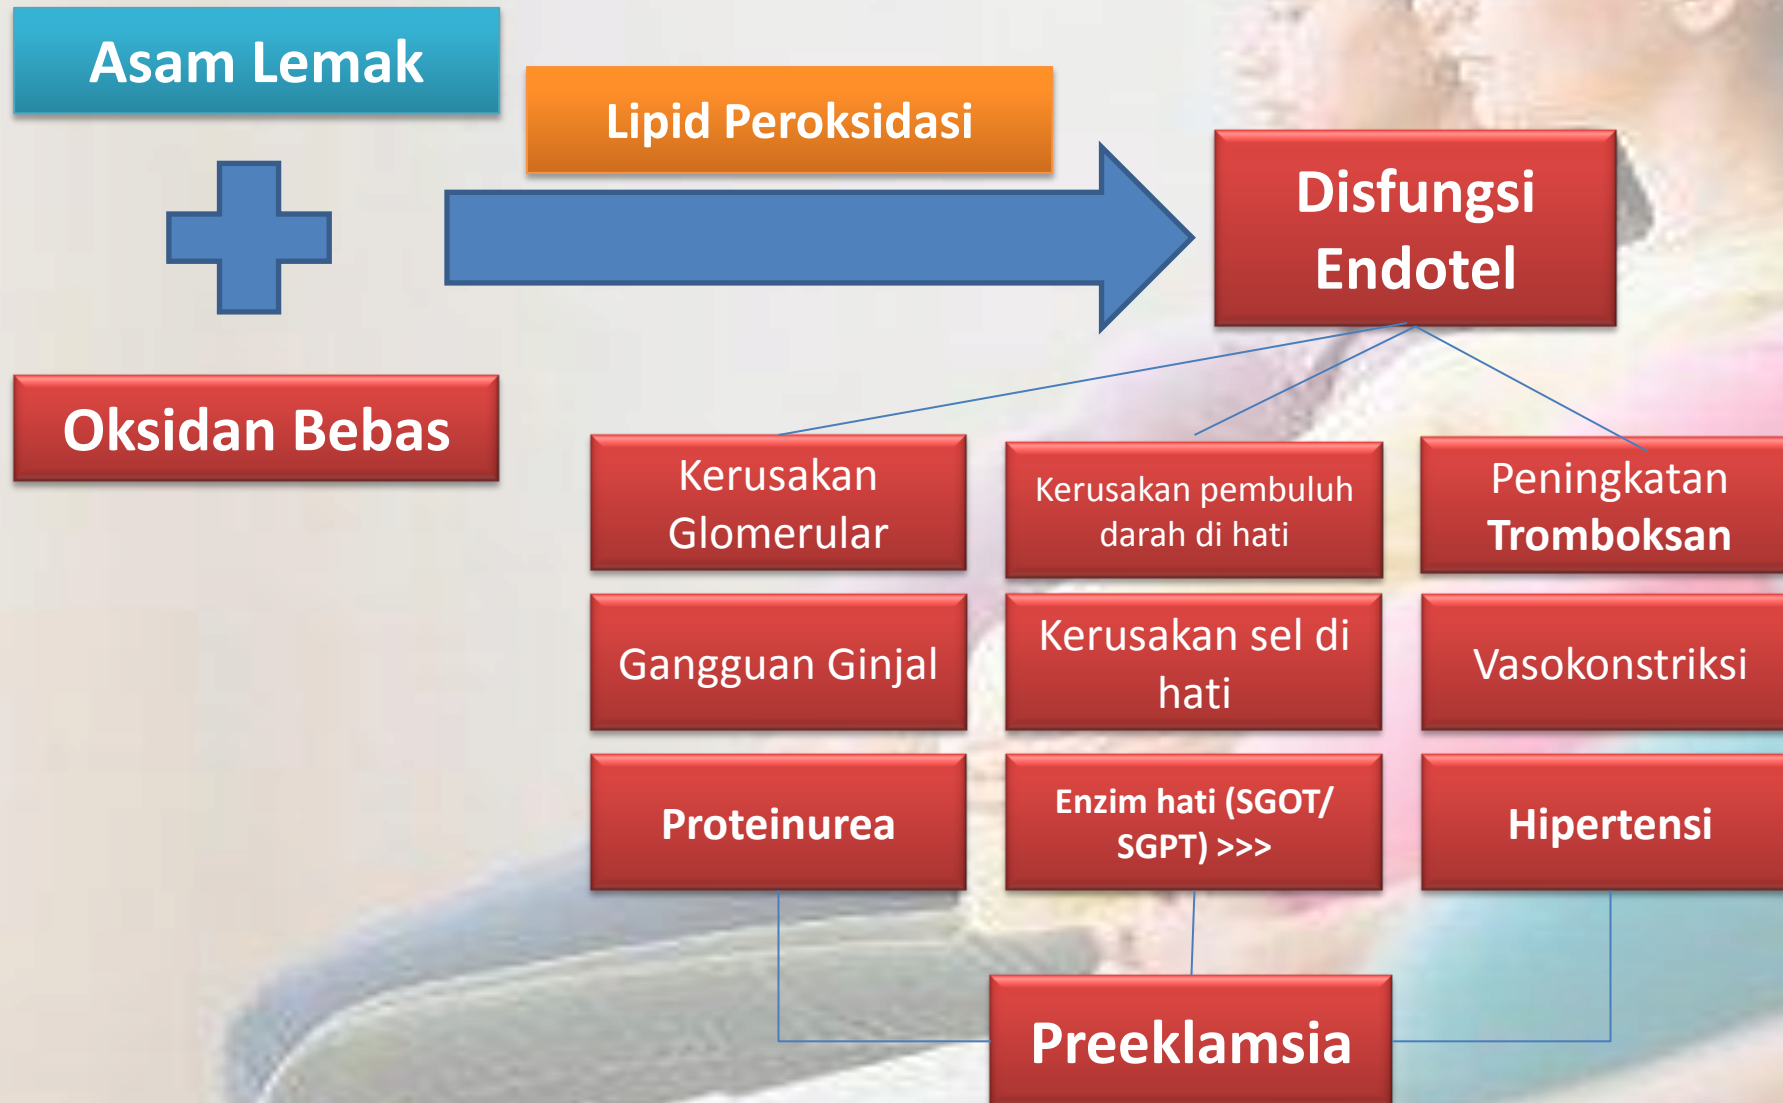 Asam Lemak
Lipid Peroksidasi
Disfungsi
Endotel
Oksidan Bebas
Kerusakan
Glomerular
Kerusakan pembuluh
darah di hati
Peningkatan
Tromboksan
Gangguan Ginjal
Kerusakan sel di
hati
Vasokonstriksi
Proteinurea
Enzim hati (SGOT/
SGPT) >>>
Hipertensi
Preeklamsia